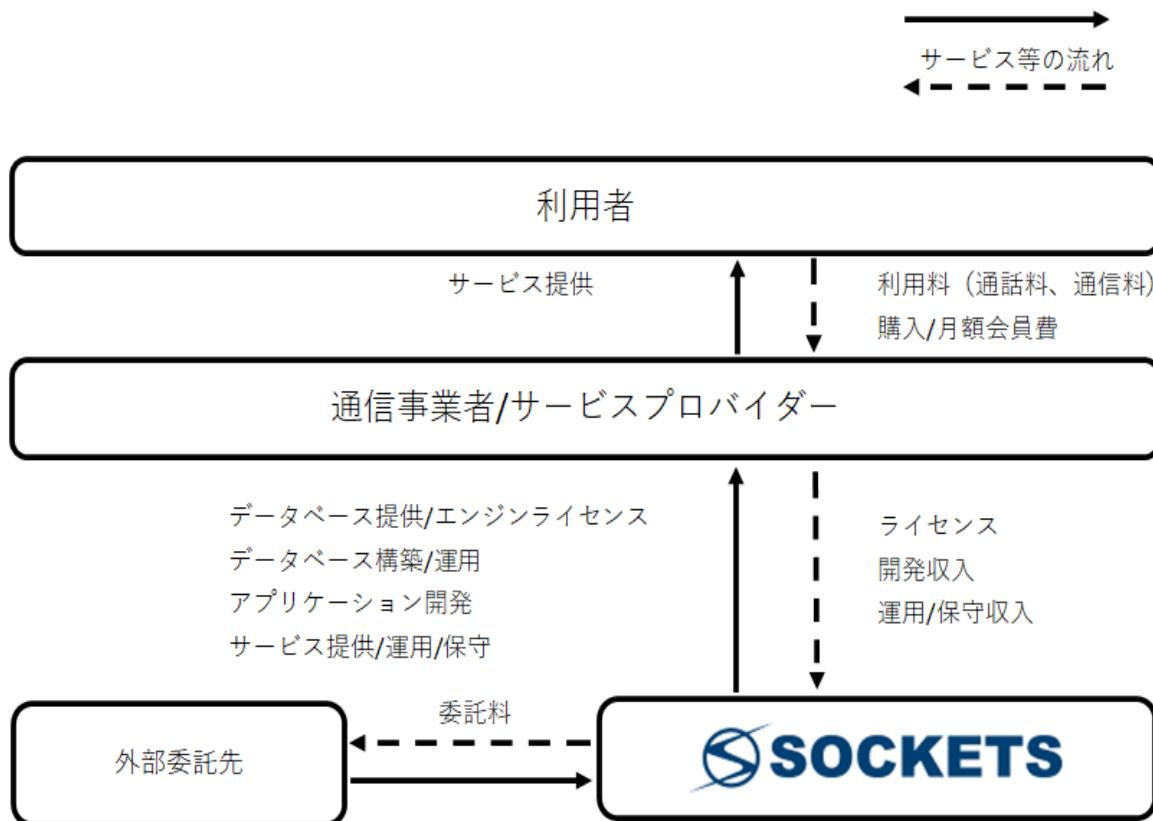 サービス等の流れ
利用者
サービス提供
利用料（通話料、通信料）
購入/月額会員費
通信事業者/サービスプロバイダー
データベース提供/エンジンライセンス
データベース構築/運用
アプリケーション開発
サービス提供/運用/保守
ライセンス
開発収入
運用/保守収入
委託料
外部委託先
SOCKETS